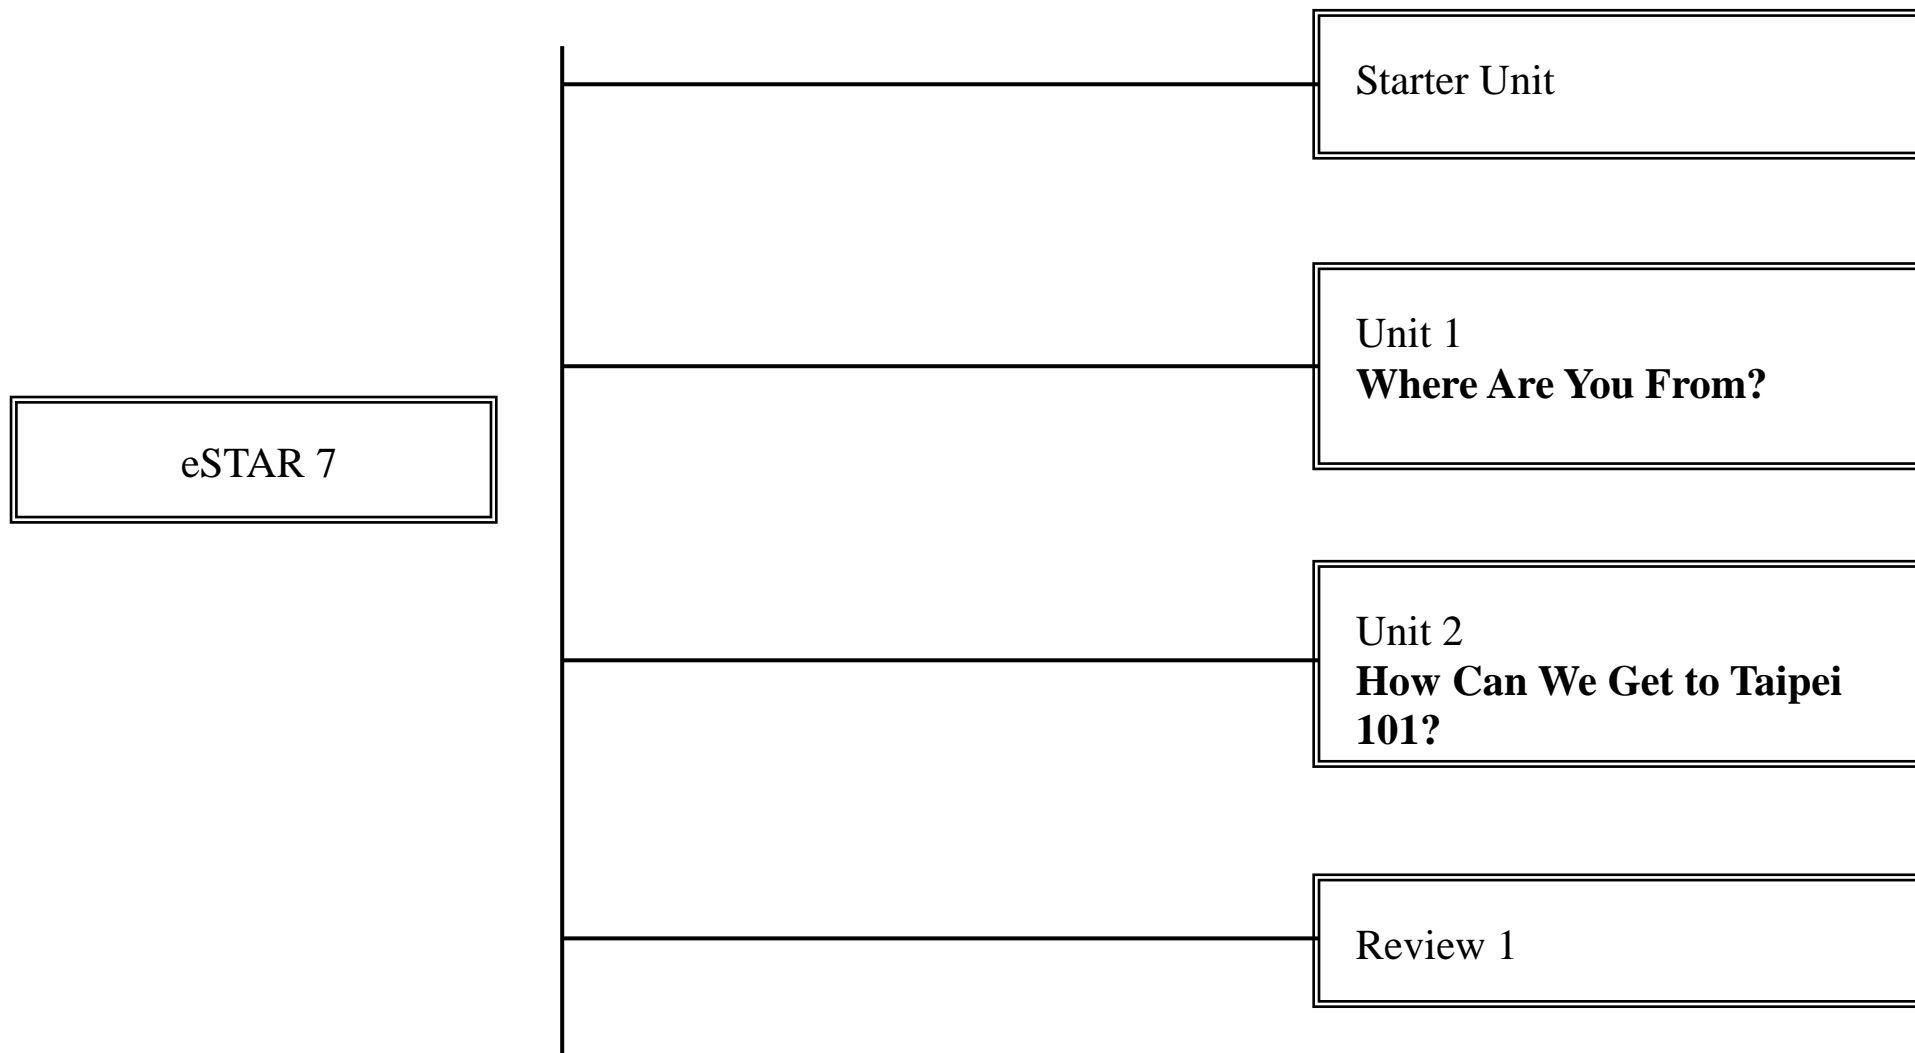 Starter Unit
Unit 1
Where Are You From?
eSTAR 7
Unit 2
How Can We Get to Taipei
101?
Review 1